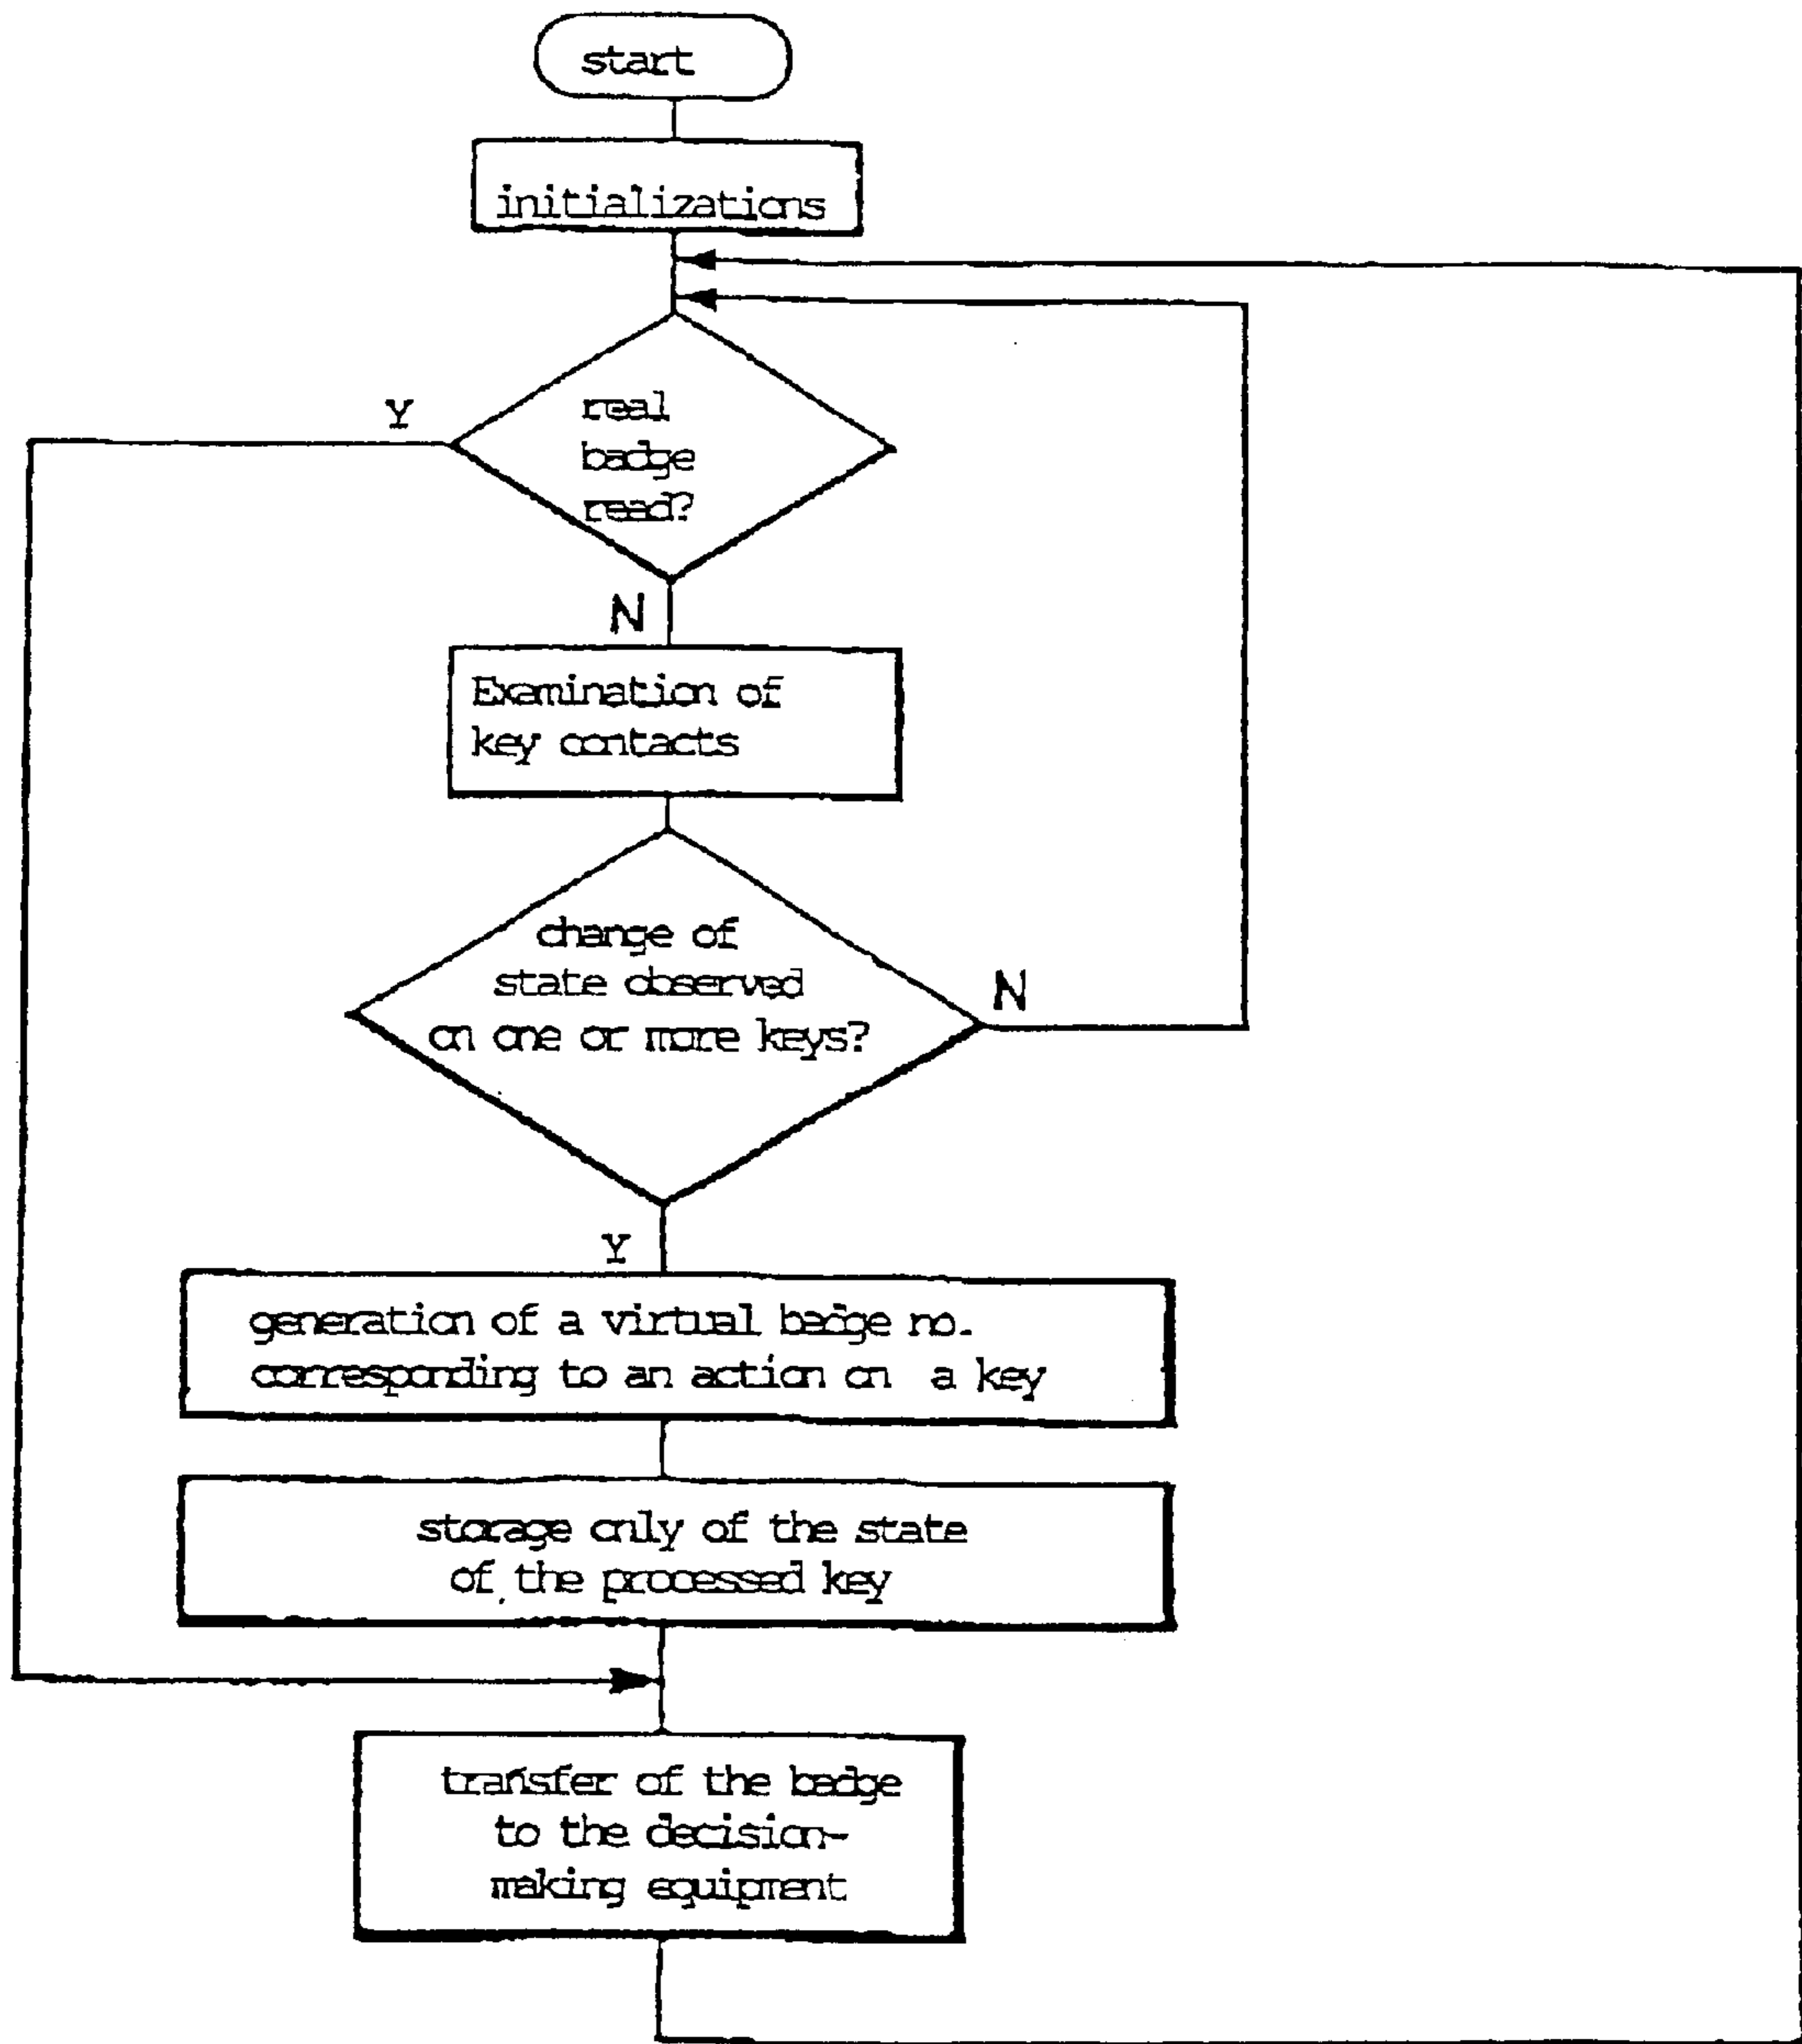 start
initializations
Y
real
badge
read?
N
Examination of
key contacts
change of
state observed
on one or more keys?
N
Y
generation of a virtual badge no.
corresponding to an action on a key
storage only of the state
of the processed key
transfer of the badge
to the decision-
making equipment